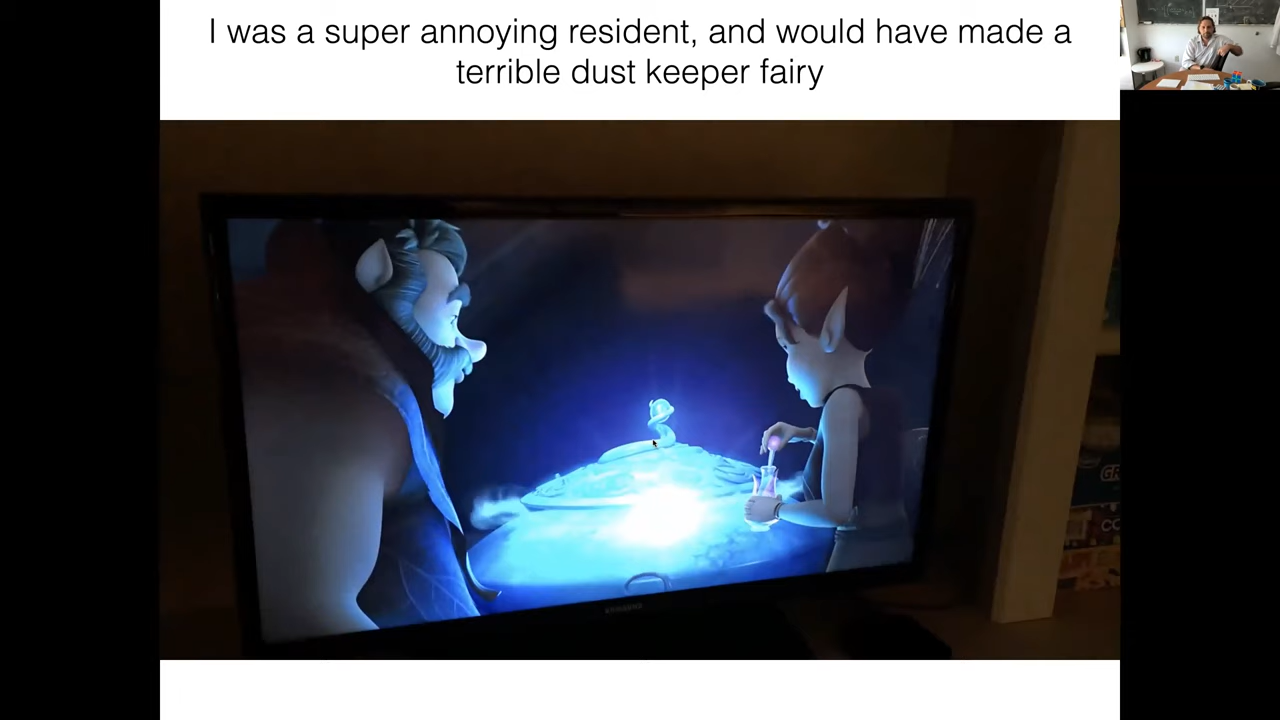 I was a super annoying resident, and would have made a
terrible dust keeper fairy